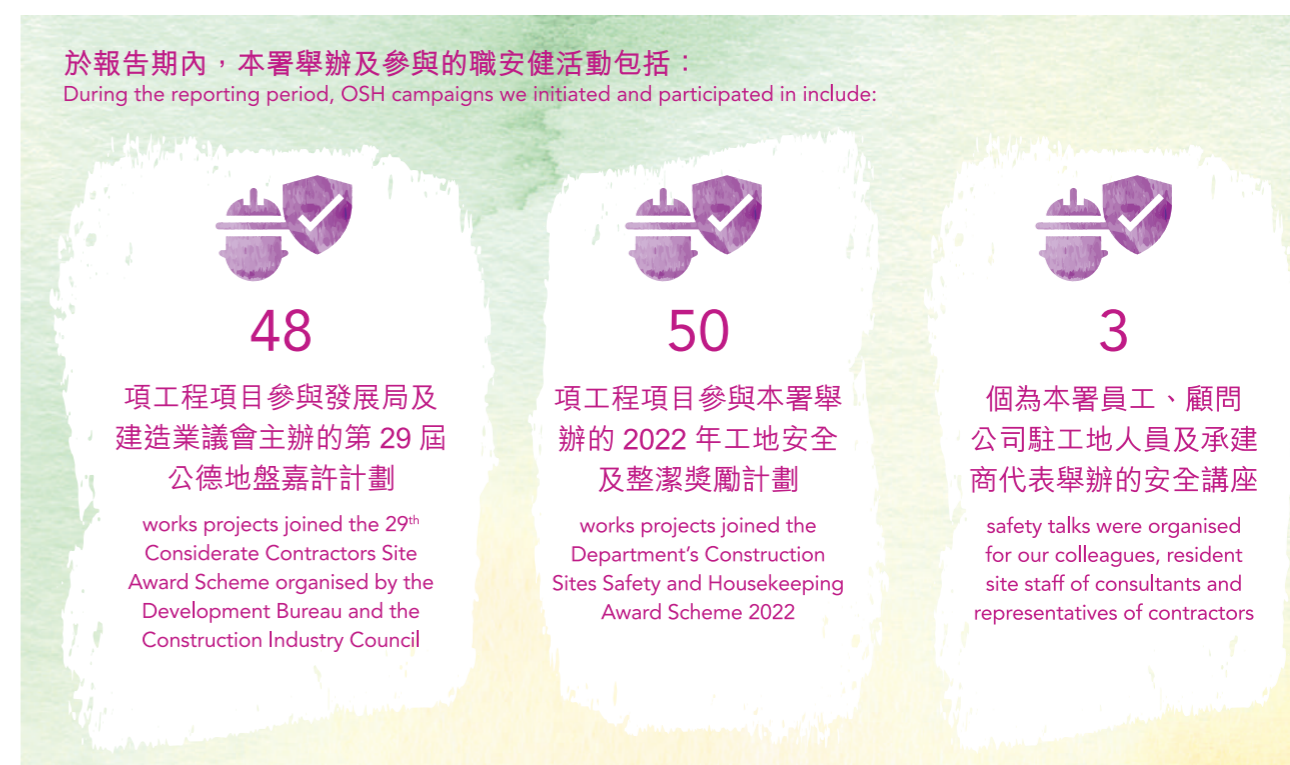 於報告期內，本署舉辦及參與的職安健活動包括：
During the reporting period, OSH campaigns we initiated and participated in include:
48
項工程項目參與發展局及
建造業議會主辦的第 29 屆
公德地盤嘉許計劃
works projects joined the 29th
Considerate Contractors Site
Award Scheme organised by the
Development Bureau and the
Construction Industry Council
50
項工程項目參與本署舉
辦的 2022 年工地安全
及整潔獎勵計劃
works projects joined the
Department’s Construction
Sites Safety and Housekeeping
Award Scheme 2022
3
個為本署員工、顧問
公司駐工地人員及承建
商代表舉辦的安全講座
safety talks were organised
for our colleagues, resident
site staff of consultants and
representatives of contractors